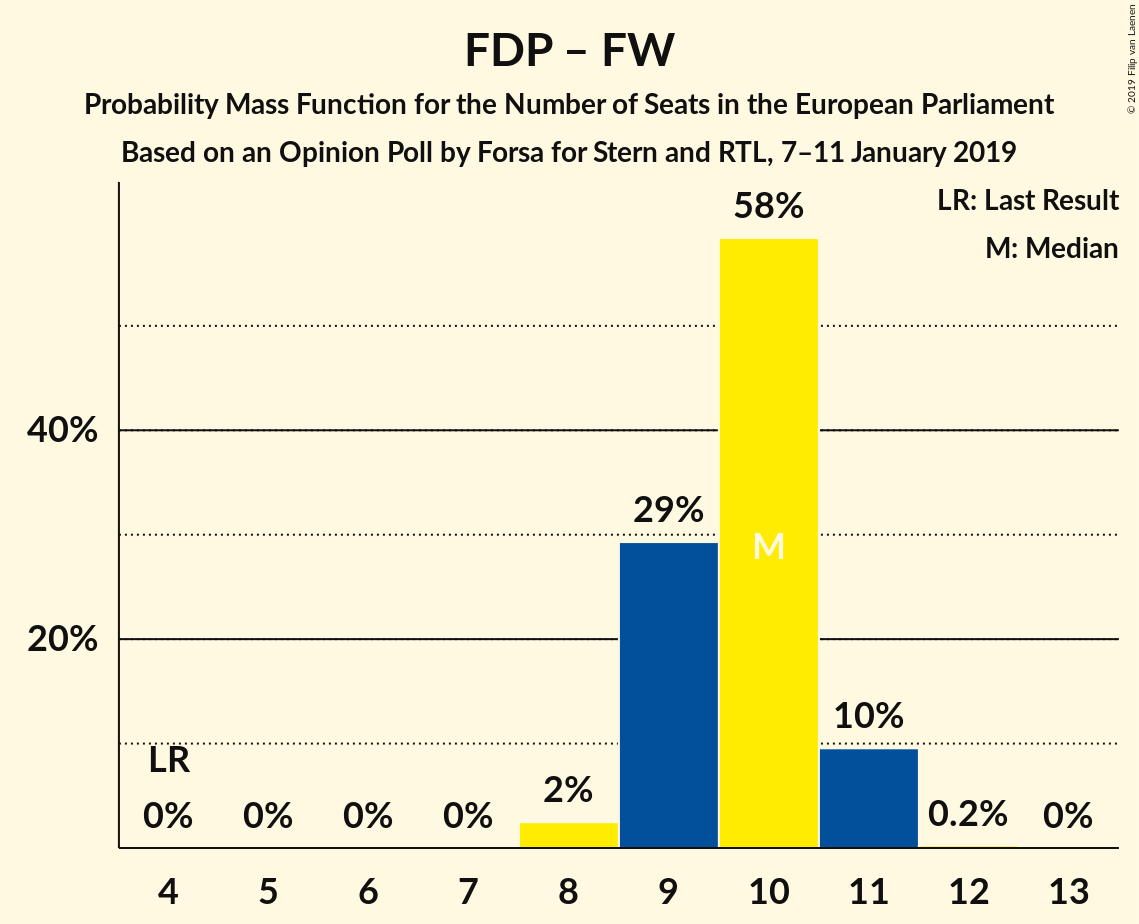 FDP – FW
Probability Mass Function for the Number of Seats in the European Parliament
Based on an Opinion Poll by Forsa for Stern and RTL, 7–11 January 2019
© 2019 Filip van Laenen
LR: Last Result
M: Median
58%
40%
29%
M
20%
10%
LR
2%
0% 0% 0% 0% 0.2% 0%
4 5 6 7 8 9 10 11 12 13